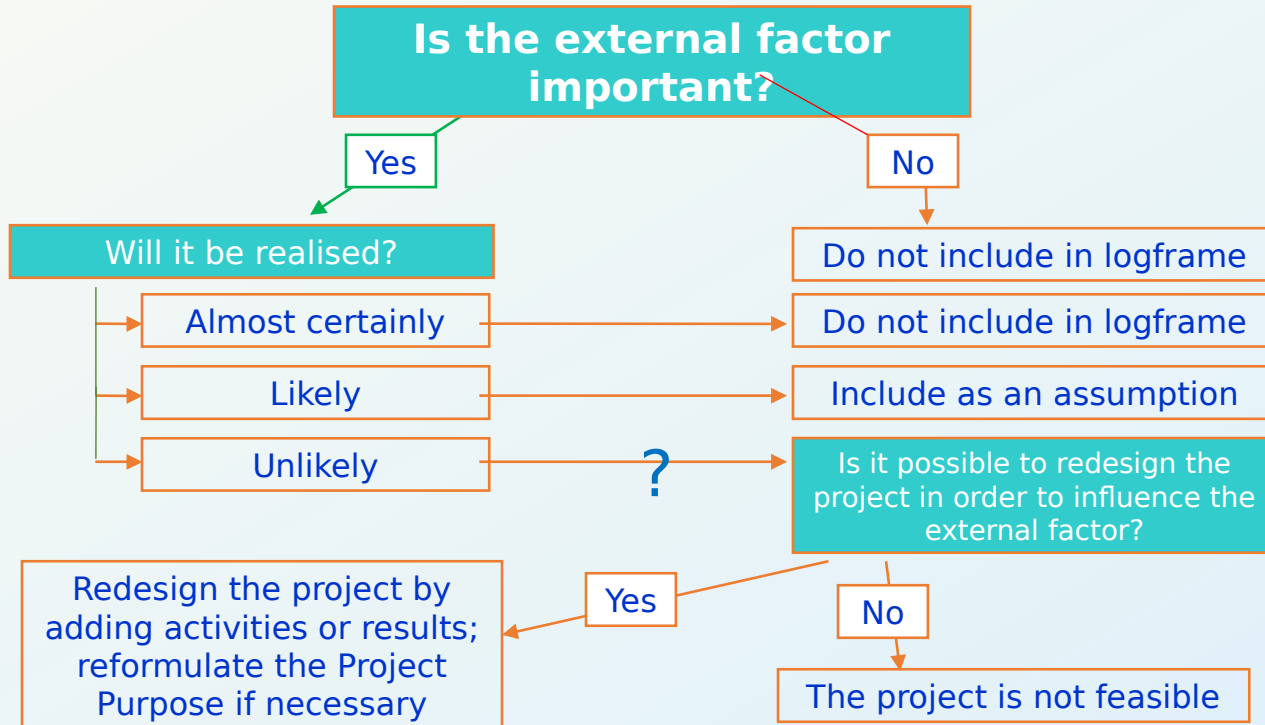 Is the external factor
important?
Yes
No
Will it be realised?
Do not include in logframe
Almost certainly
Do not include in logframe
Likely
Include as an assumption
Unlikely
?
Is it possible to redesign the
project in order to influence the
external factor?
Redesign the project by
adding activities or results;
reformulate the Project
Purpose if necessary
Yes
No
The project is not feasible